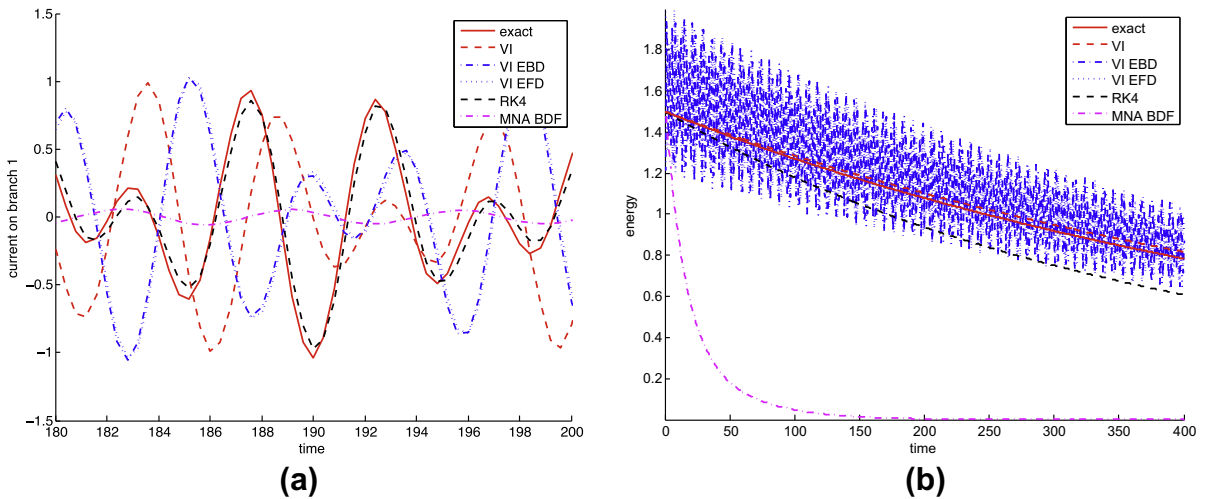 1.5
1
0.5
0
-0.5
-1
-1.5
current on branch 1
180 182 184 186 188 190 192 194 196 198 200
time
exact
VI
VI EBD
VI EFD
RK4
MNA BDF
(a)
1.8
1.6
1.4
1.2
1.0
0.8
0.6
0.4
0.2
energy
0 50 100 150 200 250 300 350 400
time
exact
VI
VI EBD
VI EFD
RK4
MNA BDF
(b)